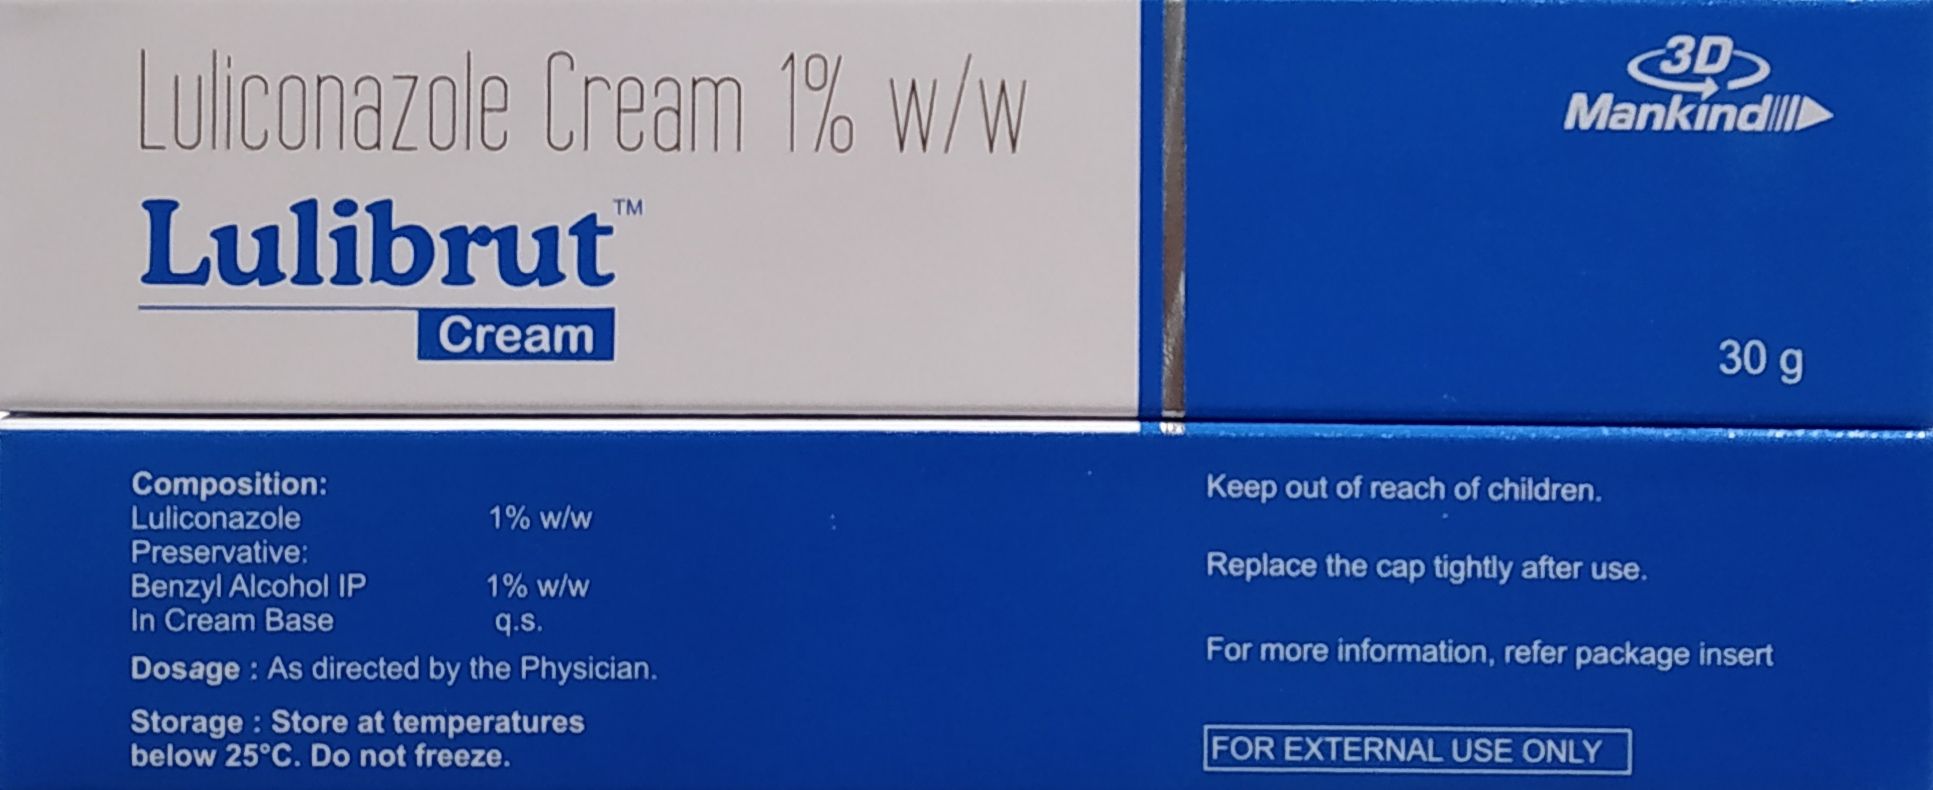 Luliconazole Cream 1% w/w
Lulibrut™
Cream
3D
Mankind
30 g
Composition:
Luliconazole 1% w/w
Preservative:
Benzyl Alcohol IP 1% w/w
In Cream Base q.s.
Dosage : As directed by the Physician.
Storage : Store at temperatures
below 25°C. Do not freeze.
Keep out of reach of children.
Replace the cap tightly after use.
For more information, refer package insert
FOR EXTERNAL USE ONLY